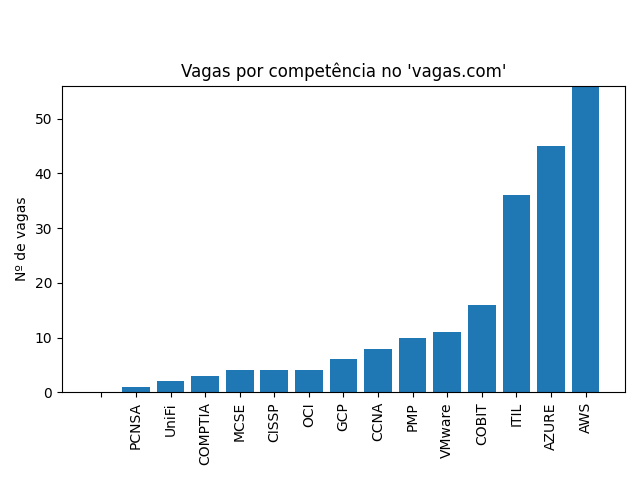 Vagas por competência no 'vagas.com'
Nº de vagas
50
40
30
20
10
0
PCNSA
UniFi
COMPTIA
MCSE
CISSP
OCI
GCP
CCNA
PMP
VMware
COBIT
ITIL
AZURE
AWS